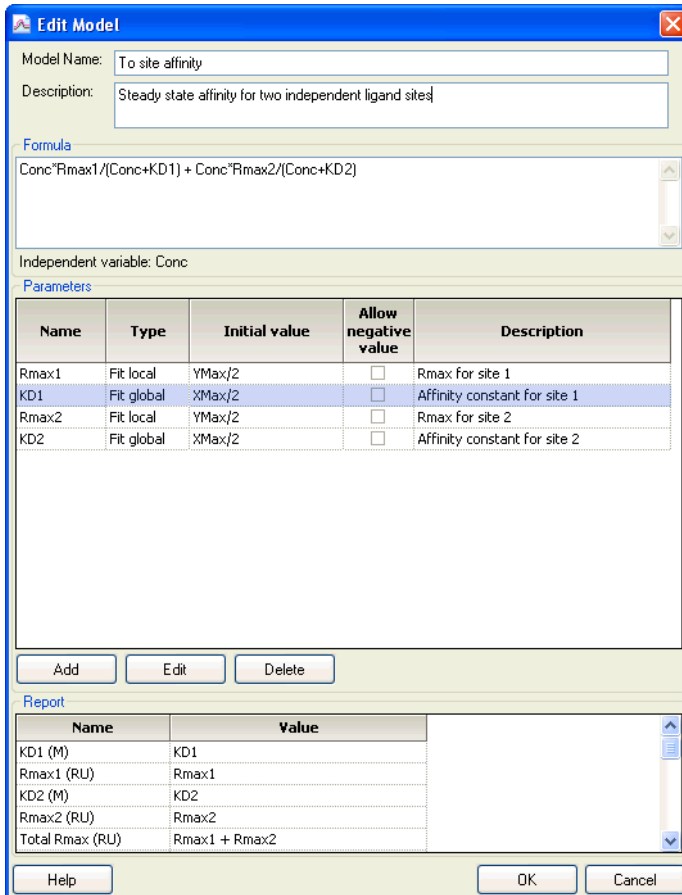 Edit Model
Model Name: To site affinity
Description: Steady state affinity for two independent ligand sites
Formula
Conc*Rmax1/(Conc+KD1) + Conc*Rmax2/(Conc+KD2)
Independent variable: Conc
Parameters
Name Type Initial value Allow negative value Description
Rmax1 Fit local YMax/2 Rmax for site 1
KD1 Fit global XMax/2 Affinity constant for site 1
Rmax2 Fit local YMax/2 Rmax for site 2
KD2 Fit global XMax/2 Affinity constant for site 2
Add Edit Delete
Report
Name Value
KD1 (M) KD1
Rmax1 (RU) Rmax1
KD2 (M) KD2
Rmax2 (RU) Rmax2
Total Rmax (RU) Rmax1 + Rmax2
Help OK Cancel